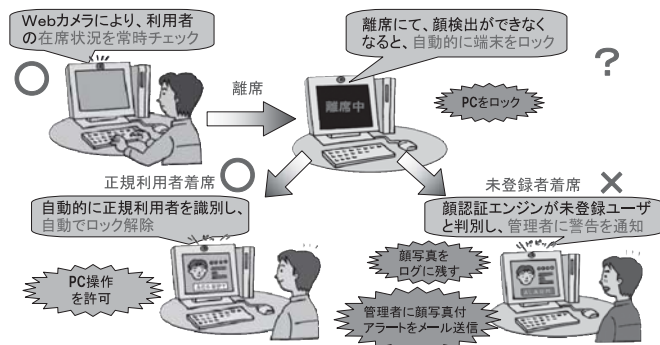 Webカメラにより、利用者
の在席状況を常時チェック
離席にて、顔検出ができなく
なると、自動的に端末をロック
?
離席
離席中
PCをロック
正規利用者着席
未登録者着席
自動的に正規利用者を識別し、
自動でロック解除
顔認証エンジンが未登録ユーザ
と判別し、管理者に警告を通知
PC操作
を許可
顔写真を
ログに残す
管理者に顔写真付
アラートをメール送信